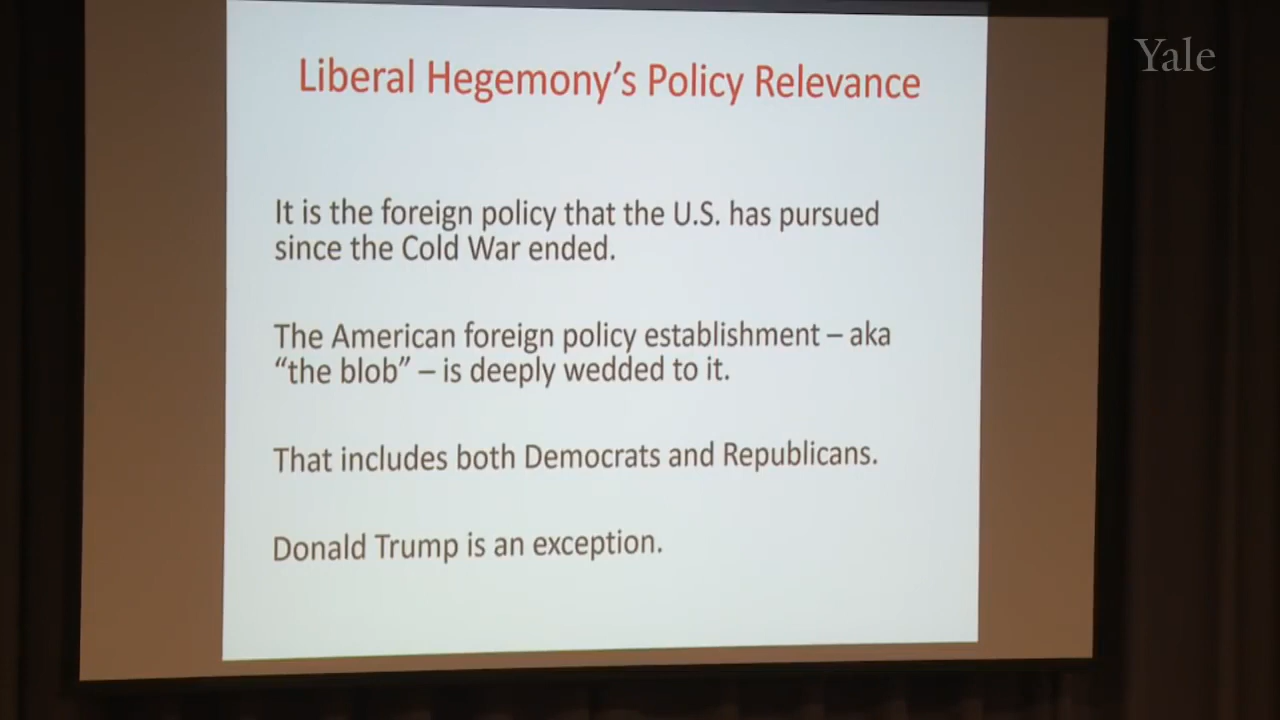 Yale
Liberal Hegemony’s Policy Relevance
It is the foreign policy that the U.S. has pursued
since the Cold War ended.
The American foreign policy establishment – aka
“the blob” – is deeply wedded to it.
That includes both Democrats and Republicans.
Donald Trump is an exception.